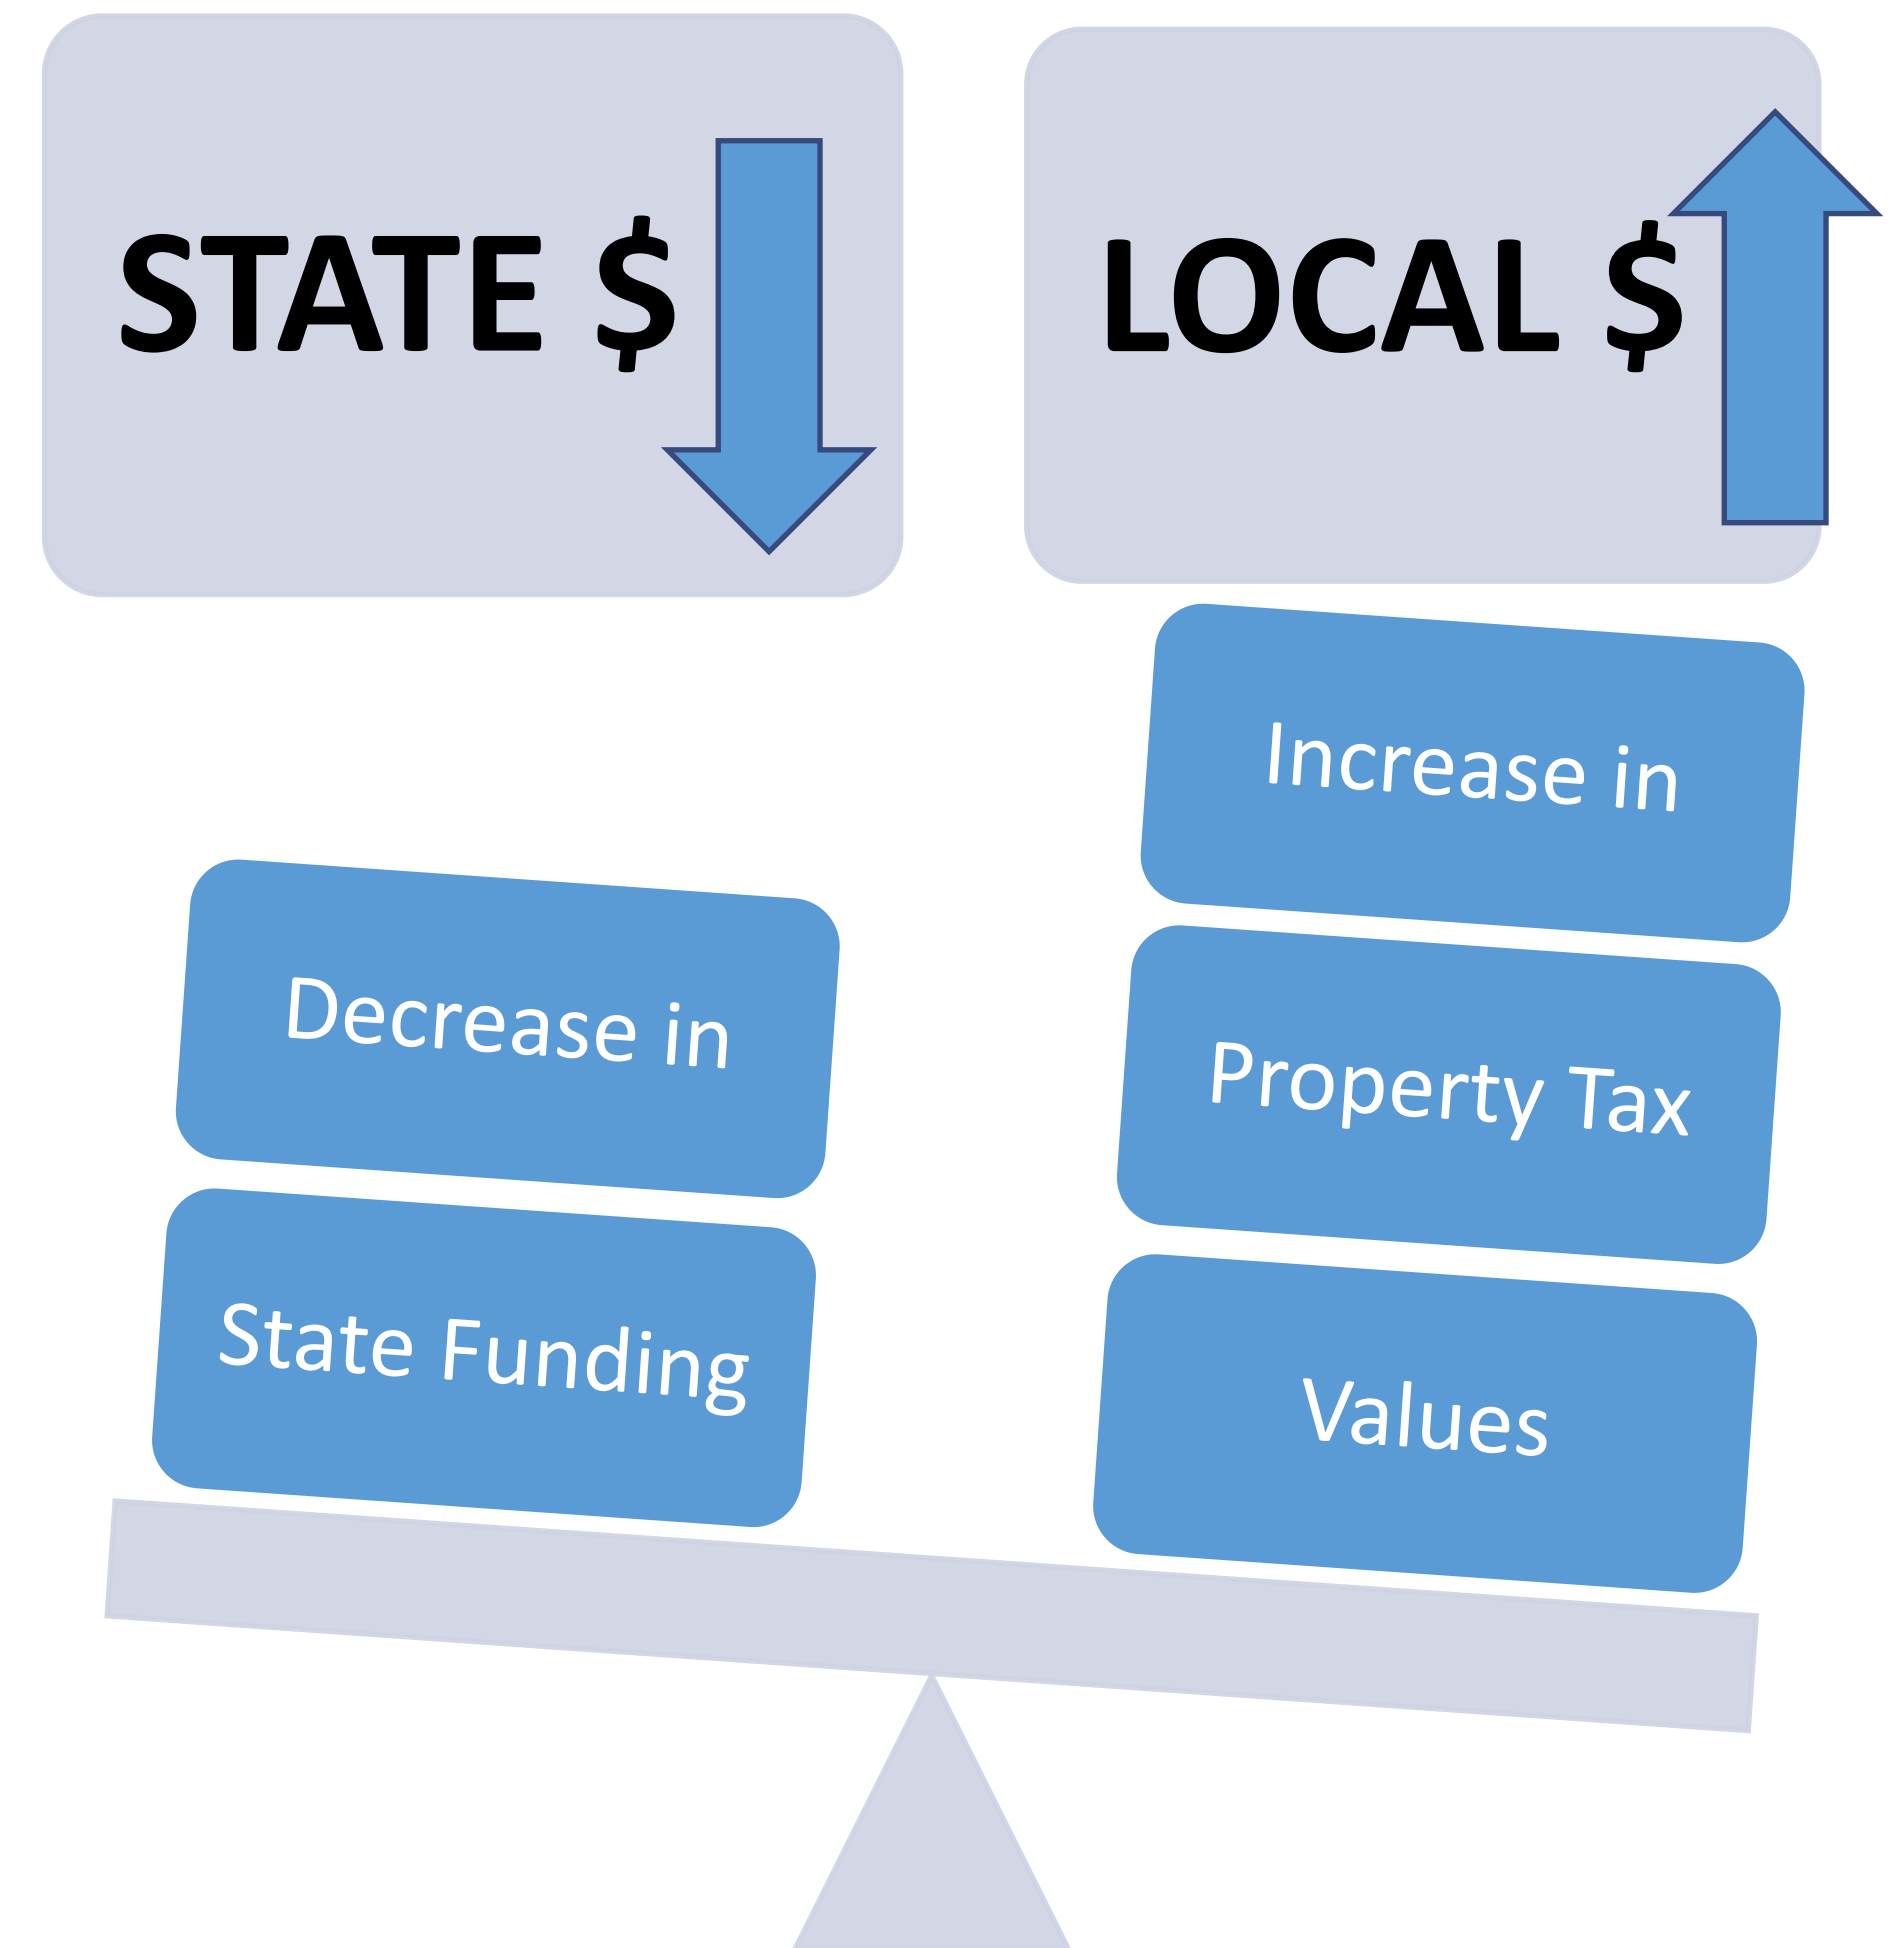 STATE $
LOCAL $
Decrease in
State Funding
Increase in
Property Tax
Values